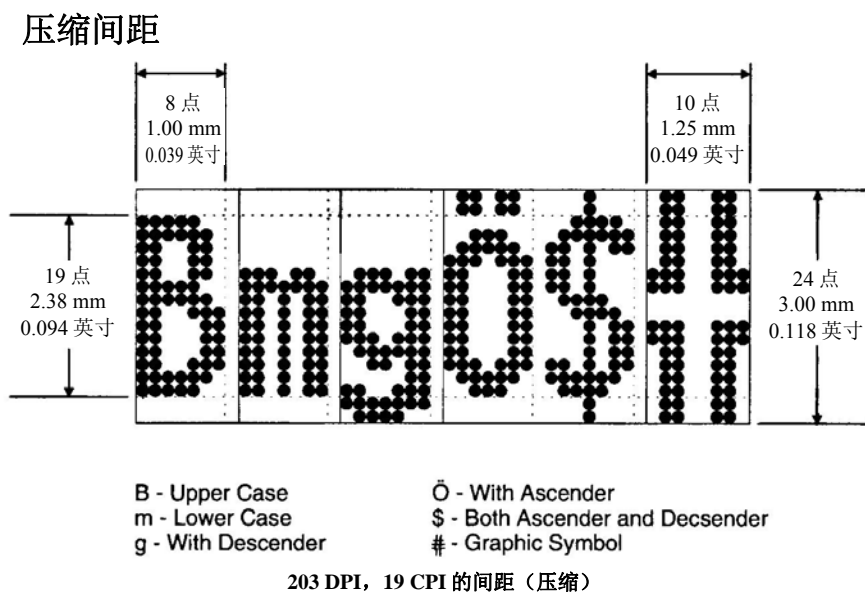 压缩间距
8 点
1.00 mm
0.039 英寸
10 点
1.25 mm
0.049 英寸
19 点
2.38 mm
0.094 英寸
24 点
3.00 mm
0.118 英寸
BmgÖ$╬
B - Upper Case
m - Lower Case
g - With Descender
Ö - With Ascender
$ - Both Ascender and Decsender
╬ - Graphic Symbol
203 DPI，19 CPI 的间距（压缩）